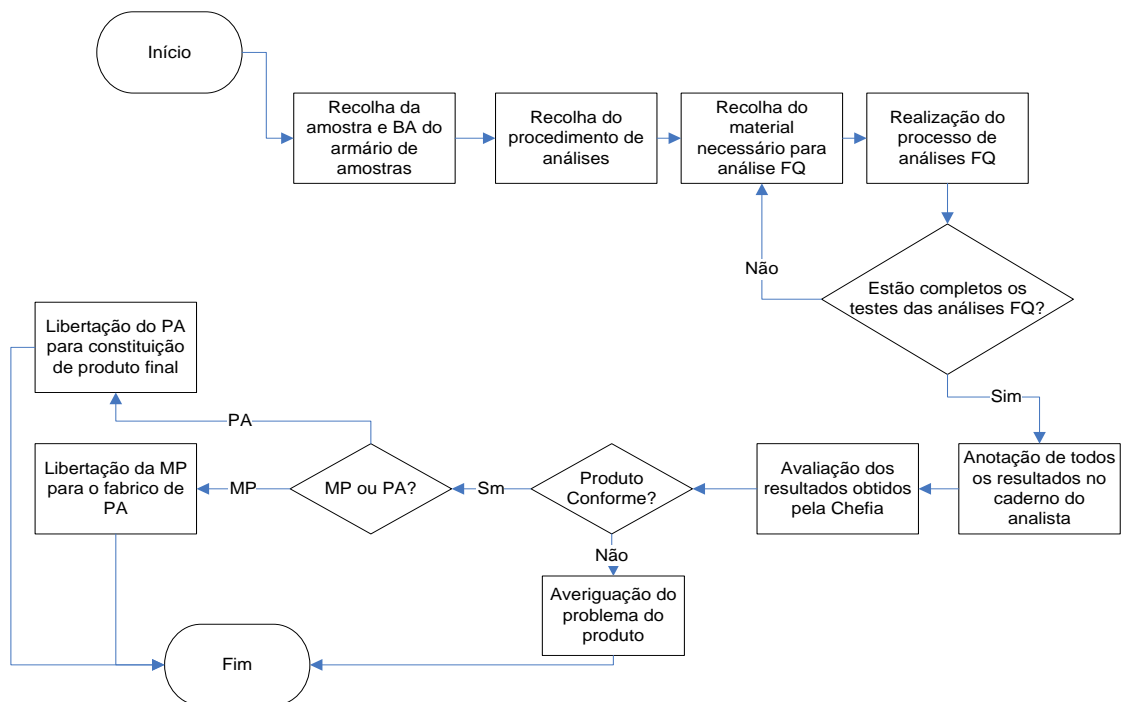 Início
Recolha da
amostra e BA do
armário de
amostras
Recolha do
procedimento de
análises
Recolha do
material
necessário para
análise FQ
Realização do
processo de
análises FQ
Não
Estão completos os
testes das análises FQ?
Sim
Libertação do PA
para constituição
de produto final
PA
Libertação da MP
para o fabrico de
PA
MP
MP ou PA?
Sm
Produto
Conforme?
Avaliação dos
resultados obtidos
pela Chefia
Anotação de todos
os resultados no
caderno do
analista
Não
Averiguação do
problema do
produto
Fim